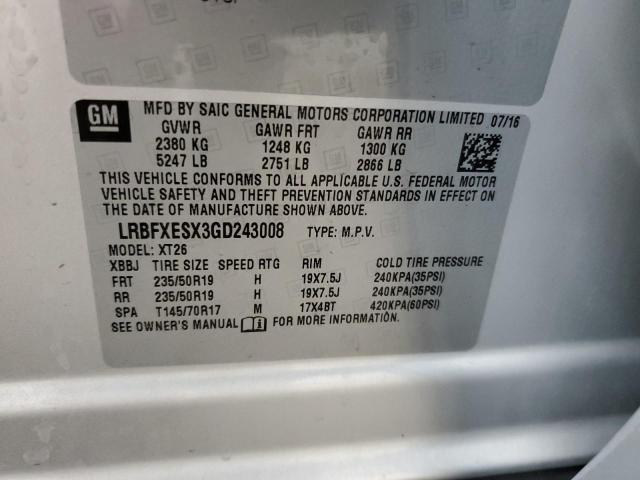 GM
MFD BY SAIC GENERAL MOTORS CORPORATION LIMITED 07/16
GVWR GAWR FRT GAWR RR
2380 KG 1248 KG 1300 KG
5247 LB 2751 LB 2866 LB
THIS VEHICLE CONFORMS TO ALL APPLICABLE U.S. FEDERAL MOTOR
VEHICLE SAFETY AND THEFT PREVENTION STANDARDS IN EFFECT ON
THE DATE OF MANUFACTURE SHOWN ABOVE.
LRBFXESX3GD243008 TYPE: M.P.V.
MODEL: XT26
XBBJ TIRE SIZE SPEED RTG RIM COLD TIRE PRESSURE
FRT 235/50R19 H 19X7.5J 240KPA(35PSI)
RR 235/50R19 H 19X7.5J 240KPA(35PSI)
SPA T145/70R17 M 17X4BT 420KPA(60PSI)
SEE OWNER'S MANUAL FOR MORE INFORMATION.